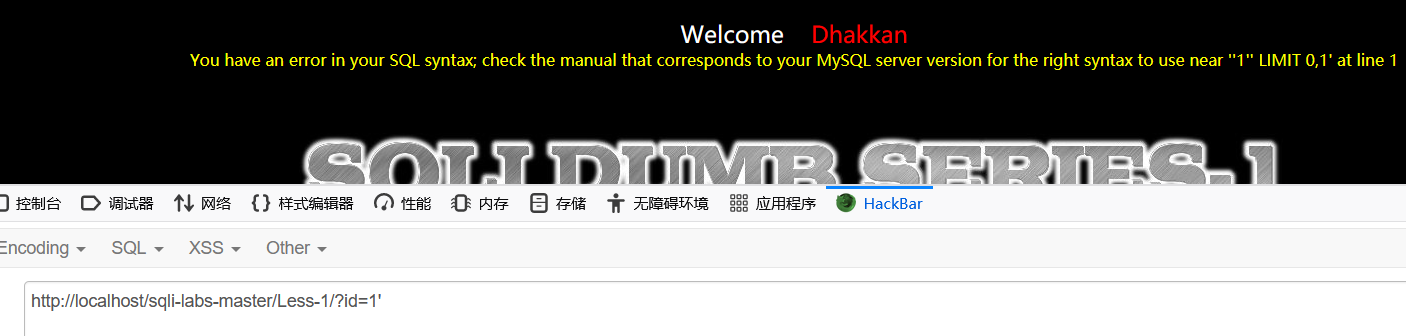 Welcome Dhakkan
You have an error in your SQL syntax; check the manual that corresponds to your MySQL server version for the right syntax to use near ''1'' LIMIT 0,1' at line 1
SQLI DUMB SERIES-1
控制台 调试器 网络 样式编辑器 性能 内存 存储 无障碍环境 应用程序 HackBar
Encoding SQL XSS Other
http://localhost/sqli-labs-master/Less-1/?id=1'